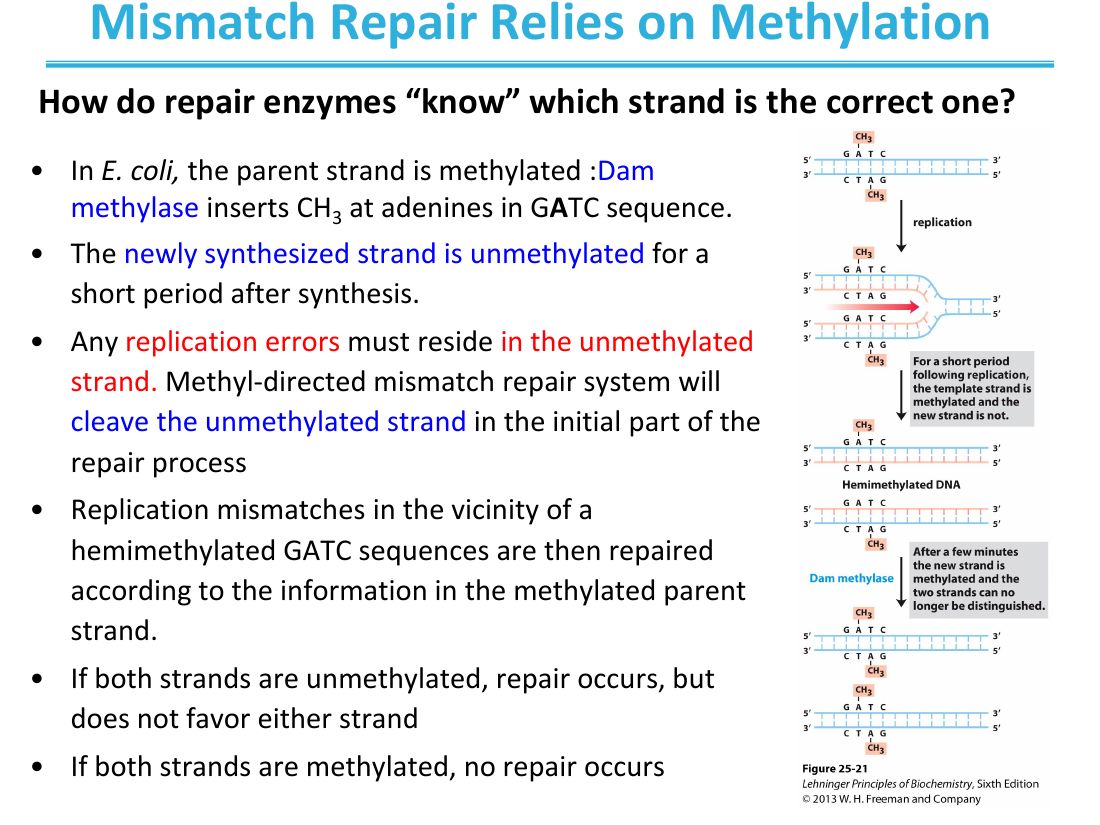 Mismatch Repair Relies on Methylation
How do repair enzymes “know” which strand is the correct one?
• In E. coli, the parent strand is methylated :Dam
methylase inserts CH3 at adenines in GATC sequence.
• The newly synthesized strand is unmethylated for a
short period after synthesis.
• Any replication errors must reside in the unmethylated
strand. Methyl-directed mismatch repair system will
cleave the unmethylated strand in the initial part of the
repair process
• Replication mismatches in the vicinity of a
hemimethylated GATC sequences are then repaired
according to the information in the methylated parent
strand.
• If both strands are unmethylated, repair occurs, but
does not favor either strand
• If both strands are methylated, no repair occurs
CH3
G A T C
5′ 3′
3′ 5′
C T A G
CH3
replication
CH3
G A T C
5′
3′
C T A G
3′
5′
G A T C
5′
3′
C T A G
CH3
For a short period
following replication,
the template strand is
methylated and the
new strand is not.
CH3
G A T C
5′ 3′
3′ 5′
C T A G
Hemimethylated DNA
G A T C
5′ 3′
3′ 5′
C T A G
CH3
After a few minutes
the new strand is
methylated and the
two strands can no
longer be distinguished.
Dam methylase
CH3
G A T C
5′ 3′
3′ 5′
C T A G
CH3
CH3
G A T C
5′ 3′
3′ 5′
C T A G
CH3
Figure 25-21
Lehninger Principles of Biochemistry, Sixth Edition
© 2013 W. H. Freeman and Company